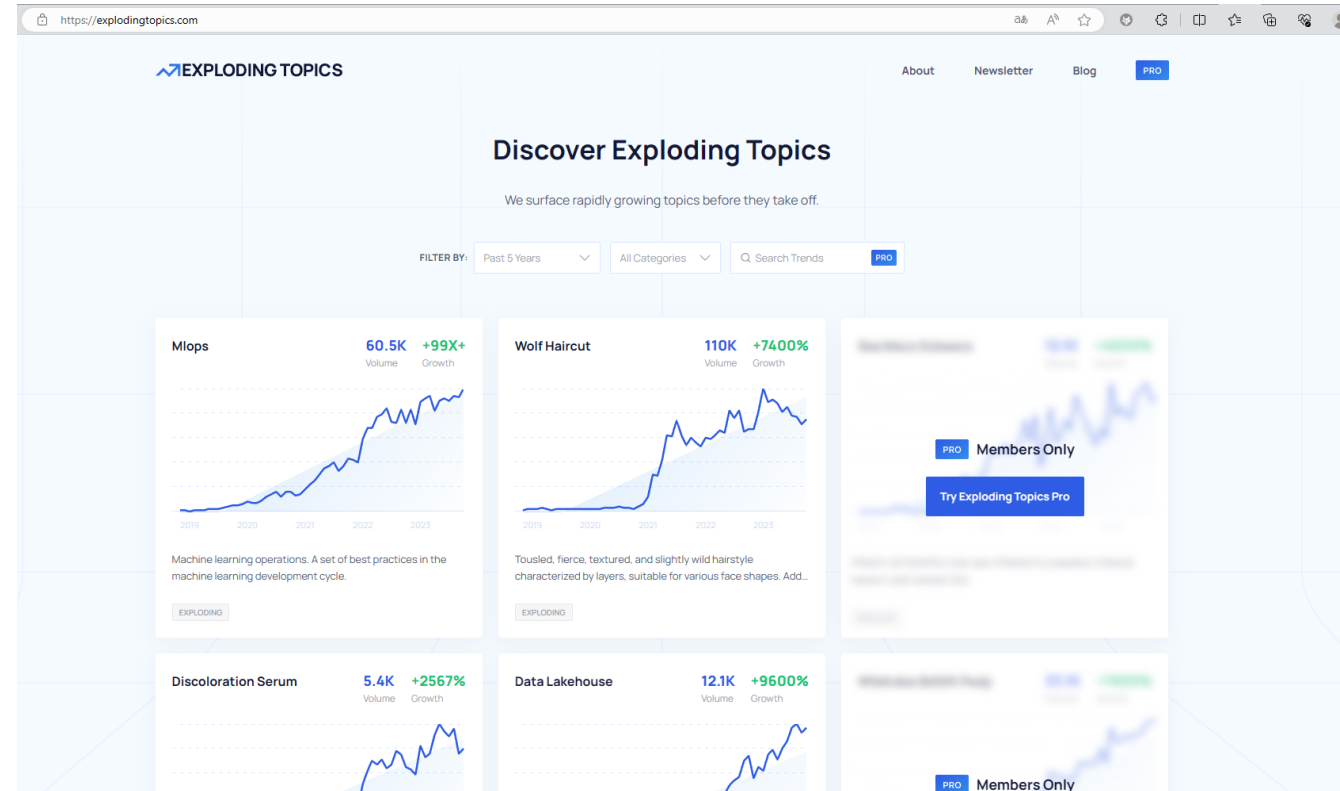 https://explodingtopics.com
EXPLODING TOPICS
About
Newsletter
Blog
PRO
Discover Exploding Topics
We surface rapidly growing topics before they take off.
FILTER BY:
Past 5 Years
All Categories
Search Trends
PRO
Mlops
60.5K
+99X+
Volume
Growth
2019 2020 2021 2022 2023
Machine learning operations. A set of best practices in the
machine learning development cycle.
EXPLODING
Wolf Haircut
110K
+7400%
Volume
Growth
2019 2020 2021 2022 2023
Tousled, fierce, textured, and slightly wild hairstyle
characterized by layers, suitable for various face shapes. Add...
EXPLODING
PRO Members Only
Try Exploding Topics Pro
Discoloration Serum
5.4K
+2567%
Volume
Growth
Data Lakehouse
12.1K
+9600%
Volume
Growth
PRO Members Only